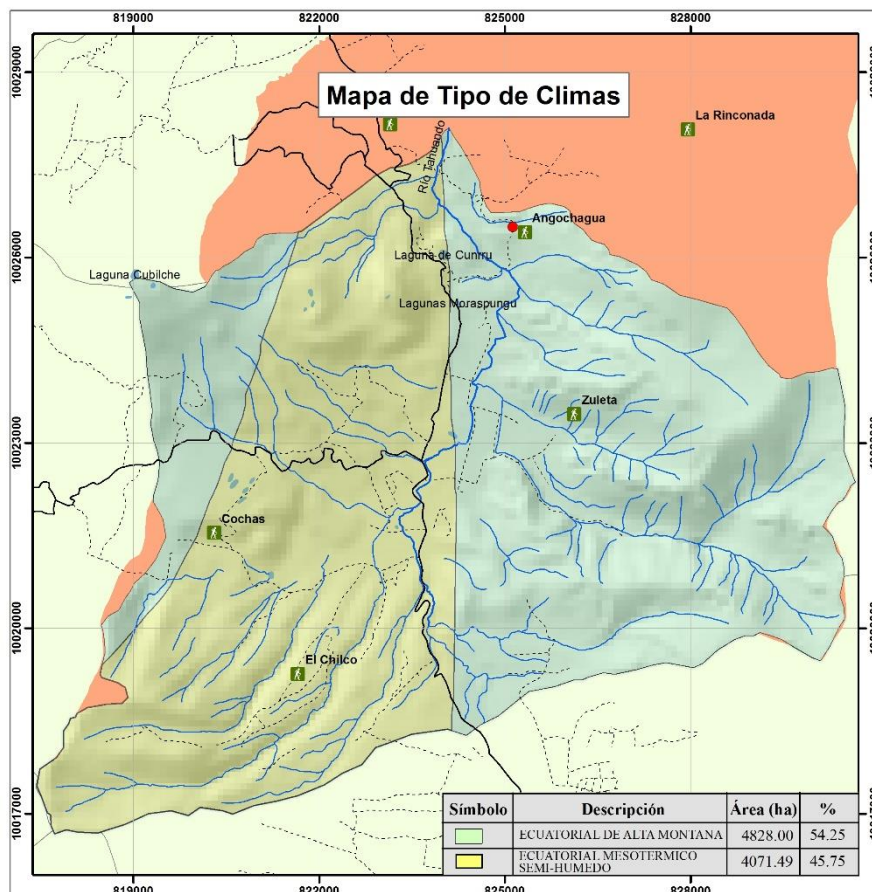 819000 822000 825000 828000
10029000
Mapa de Tipo de Climas
La Rinconada
Río Tahuando
Angochagua
10026000
Laguna de Cunrru
Laguna Cubilche
Lagunas Moraspungu
Zuleta
10023000
Cochas
10020000
El Chilco
10017000
Símbolo Descripción Área (ha) %
ECUATORIAL DE ALTA MONTANA 4828.00 54.25
ECUATORIAL MESOTERMICO
SEMI-HUMEDO 4071.49 45.75
819000 822000 825000 828000